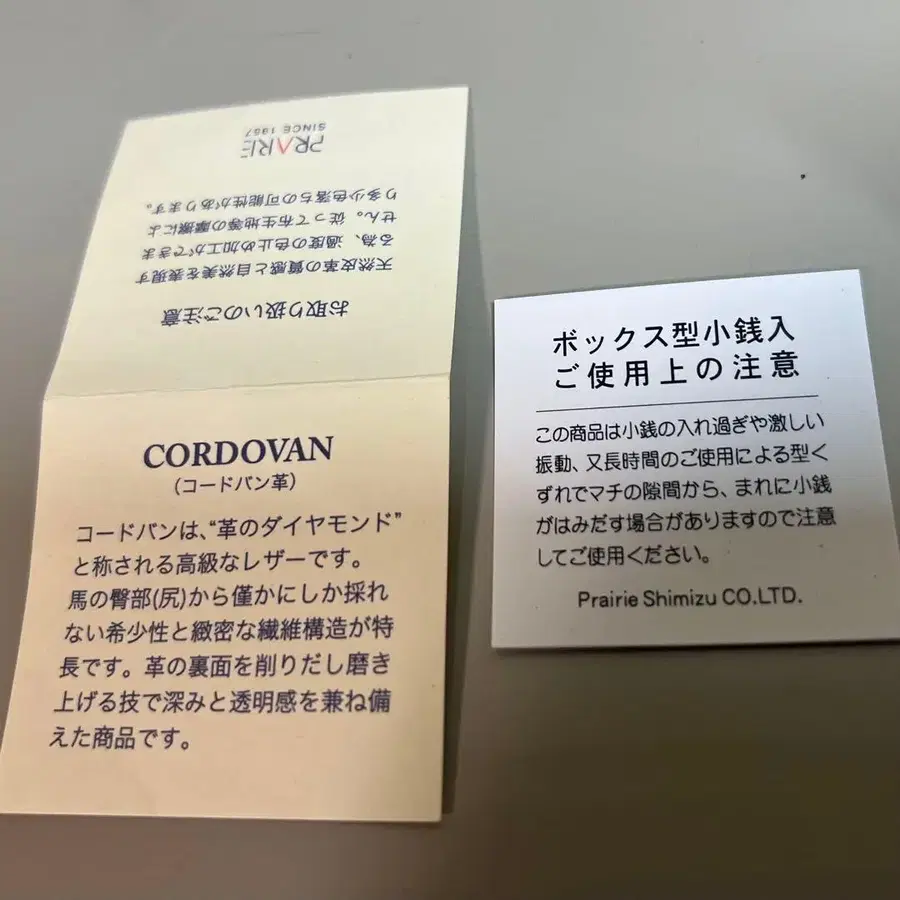 PRAIRIE
SINCE 1957
お取り扱いのご注意
天然皮革の質感と自然美を表現す
る為、過度の色止め加工ができま
せん。従って布生地等の摩擦によ
り多少色落ちの可能性があります。
CORDOVAN
（コードバン革）
コードバンは、“革のダイヤモンド”
と称される高級なレザーです。
馬の臀部(尻)から僅かにしか採れ
ない希少性と緻密な繊維構造が特
長です。革の裏面を削りだし磨き
上げる技で深みと透明感を兼ね備
えた商品です。
ボックス型小銭入
ご使用上の注意
この商品は小銭の入れ過ぎや激しい
振動、又長時間のご使用による型く
ずれでマチの隙間から、まれに小銭
がはみだす場合がありますので注意
してご使用ください。
Prairie Shimizu CO.LTD.